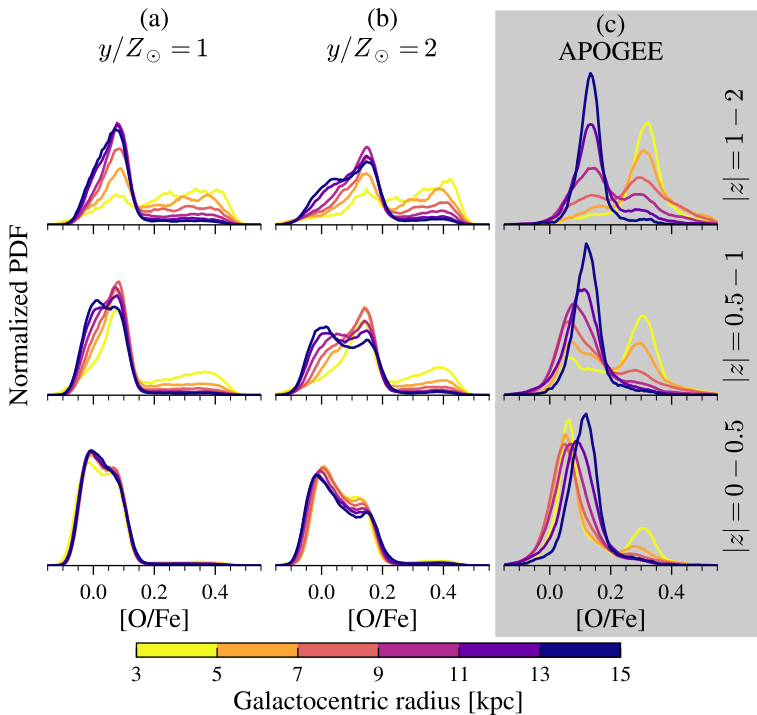 (a) (b) (c)
y/Z⊙ = 1 y/Z⊙ = 2 APOGEE
|z| = 1 − 2
|z| = 0.5 − 1
|z| = 0 − 0.5
Normalized PDF
0.0 0.2 0.4 0.0 0.2 0.4 0.0 0.2 0.4
[O/Fe] [O/Fe] [O/Fe]
3 5 7 9 11 13 15
Galactocentric radius [kpc]